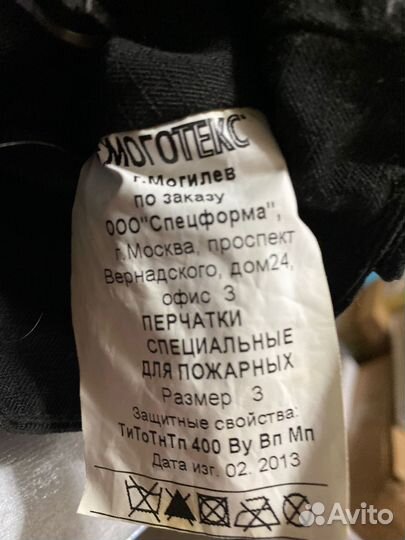 МОГОТЕКС
г.Могилев
по заказу
ООО"Спецформа",
г.Москва, проспект
Вернадского, дом24,
офис 3
ПЕРЧАТКИ
СПЕЦИАЛЬНЫЕ
ДЛЯ ПОЖАРНЫХ
Размер 3
Защитные свойства:
ТиТоТнТп 400 Ву Вп Мп
Дата изг. 02. 2013
Avito